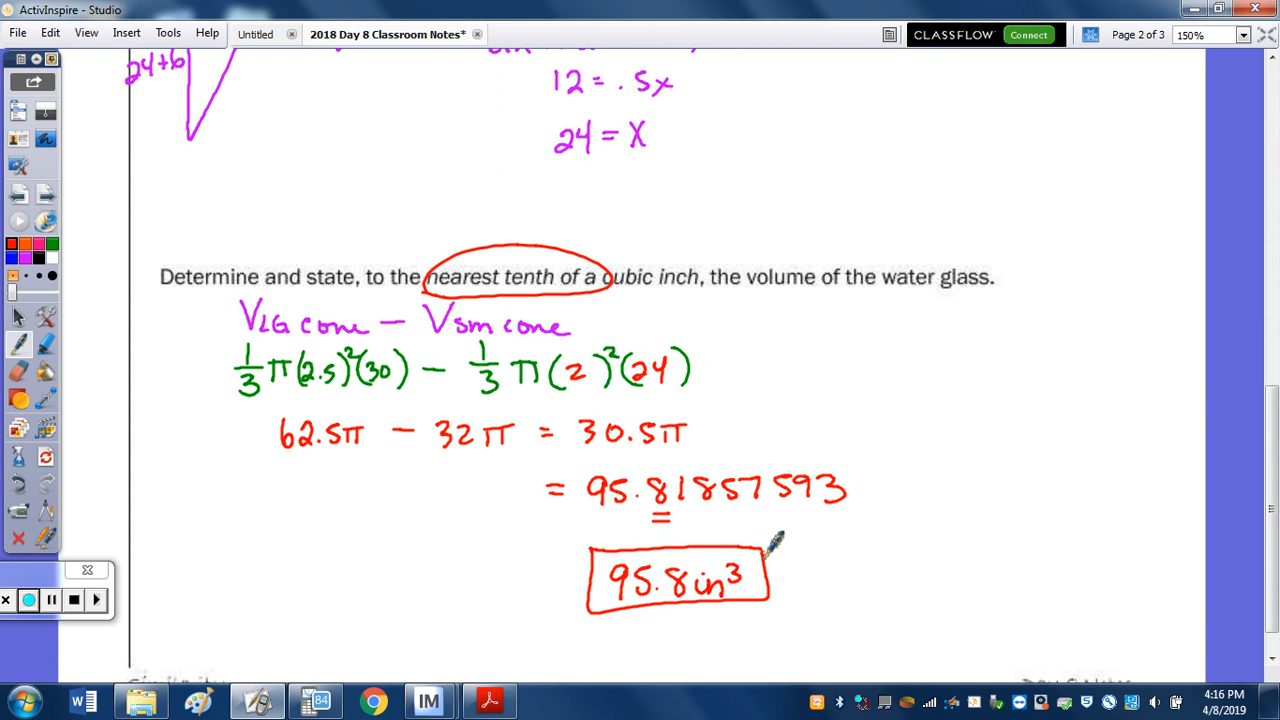 ActivInspire - Studio
File Edit View Insert Tools Help
Untitled
2018 Day 8 Classroom Notes*
CLASSFLOW Connect
Page 2 of 3
150%
24+6
12 = .5x
24 = X
Determine and state, to the nearest tenth of a cubic inch, the volume of the water glass.
VLG cone - Vsm cone
1/3 π(2.5)²(30) - 1/3 π(2)²(24)
62.5π - 32π = 30.5π
= 95.81857593
95.8in³
84
IM
4:16 PM
4/8/2019